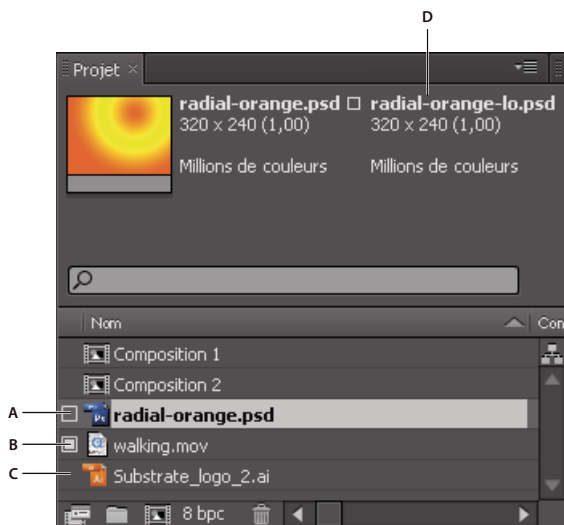 D
Projet ×
radial-orange.psd radial-orange-lo.psd
320 x 240 (1,00) 320 x 240 (1,00)
Millions de couleurs Millions de couleurs
Nom Con
Composition 1
Composition 2
A radial-orange.psd
B walking.mov
C Substrate_logo_2.ai
8 bpc